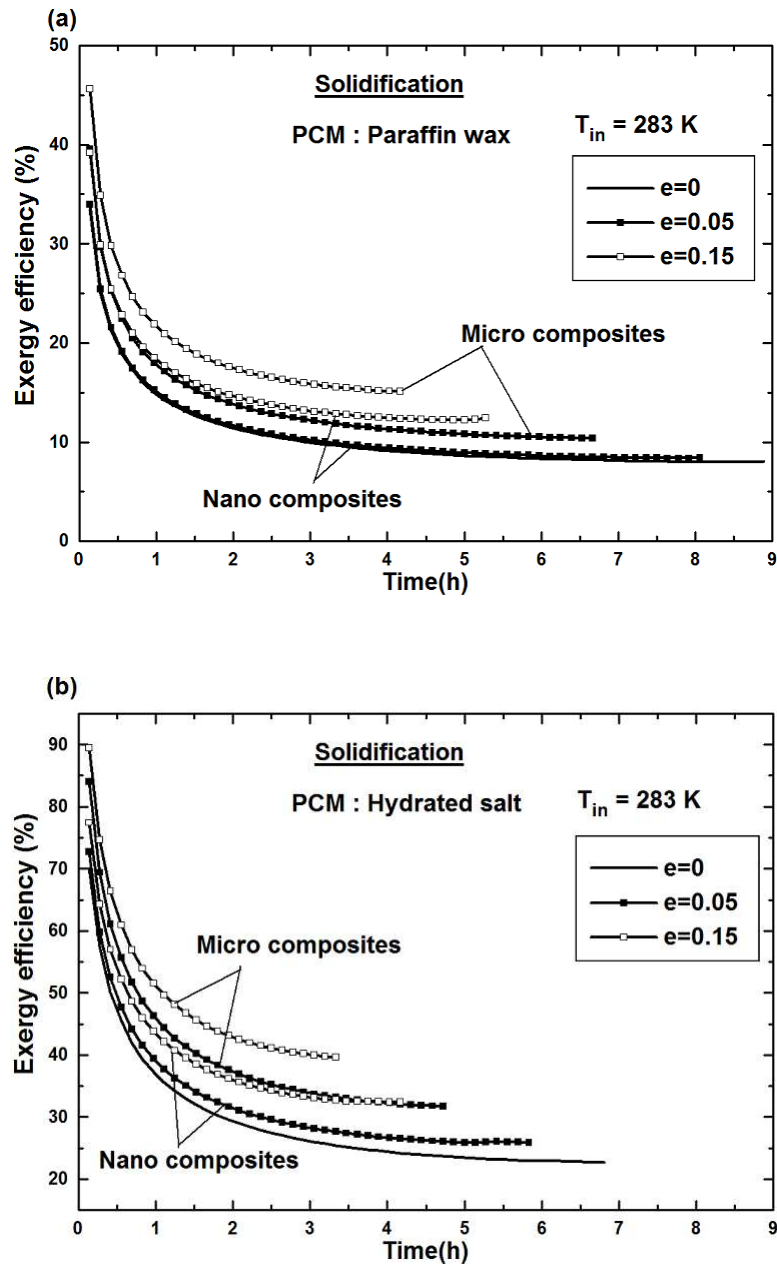 (a)
Solidification
PCM : Paraffin wax
T_in = 283 K
e=0
e=0.05
e=0.15
Micro composites
Nano composites
Exergy efficiency (%)
50
40
30
20
10
0
0 1 2 3 4 5 6 7 8 9
Time(h)
(b)
Solidification
PCM : Hydrated salt
T_in = 283 K
e=0
e=0.05
e=0.15
Micro composites
Nano composites
Exergy efficiency (%)
90
80
70
60
50
40
30
20
0 1 2 3 4 5 6 7 8 9
Time(h)